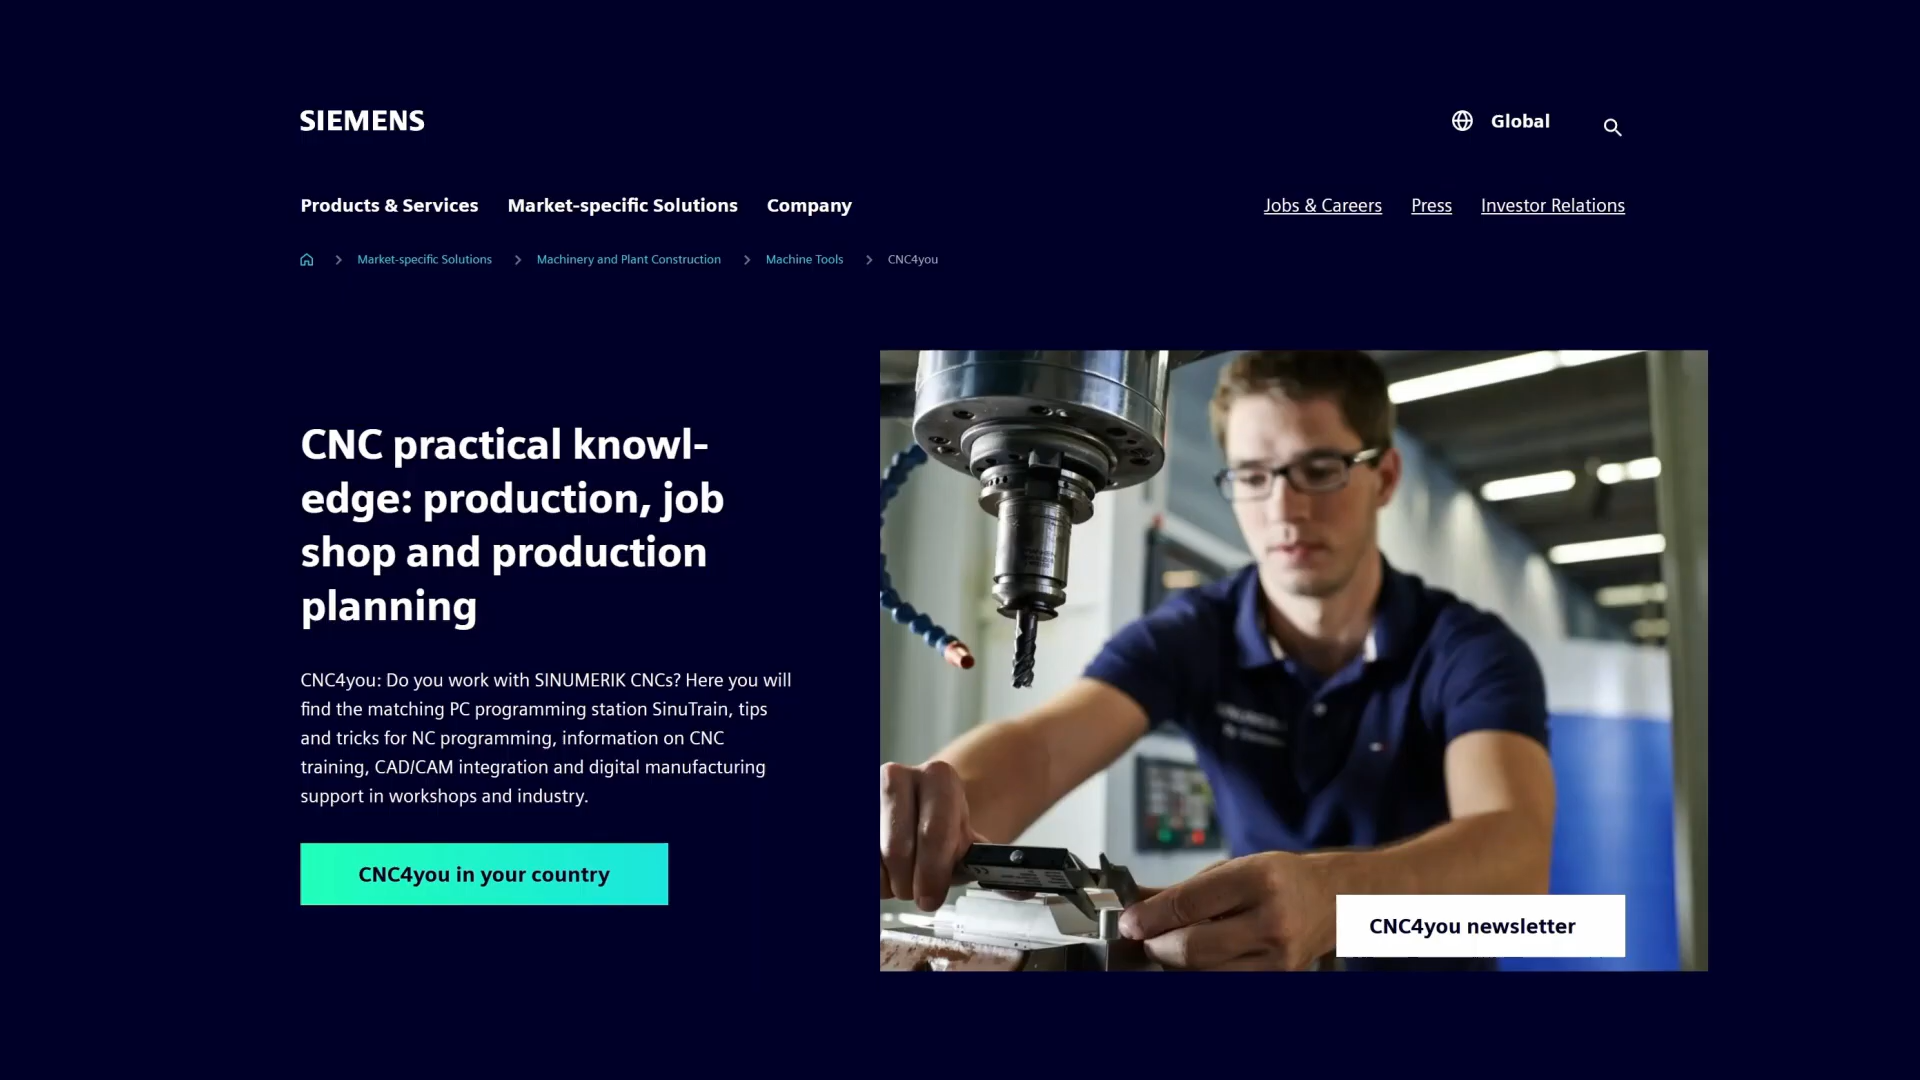 SIEMENS
Global
Products & Services Market-specific Solutions Company
Jobs & Careers Press Investor Relations
Market-specific Solutions Machinery and Plant Construction Machine Tools CNC4you
CNC practical knowl-
edge: production, job
shop and production
planning
CNC4you: Do you work with SINUMERIK CNCs? Here you will
find the matching PC programming station SinuTrain, tips
and tricks for NC programming, information on CNC
training, CAD/CAM integration and digital manufacturing
support in workshops and industry.
CNC4you in your country
CNC4you newsletter